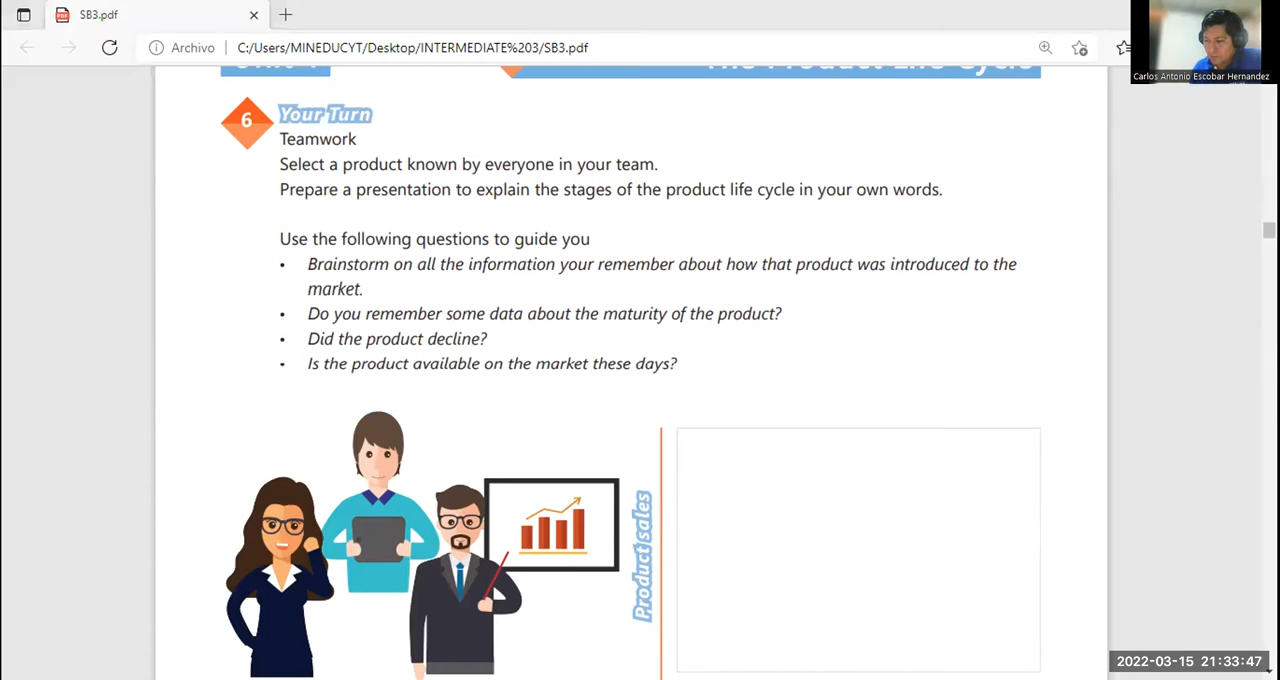 SB3.pdf
Archivo
C:/Users/MINEDUCYT/Desktop/INTERMEDIATE%203/SB3.pdf
Carlos Antonio Escobar Hernandez
The Product Life Cycle
6
Your Turn
Teamwork
Select a product known by everyone in your team.
Prepare a presentation to explain the stages of the product life cycle in your own words.
Use the following questions to guide you
• Brainstorm on all the information your remember about how that product was introduced to the
market.
• Do you remember some data about the maturity of the product?
• Did the product decline?
• Is the product available on the market these days?
Product sales
2022-03-15 21:33:47